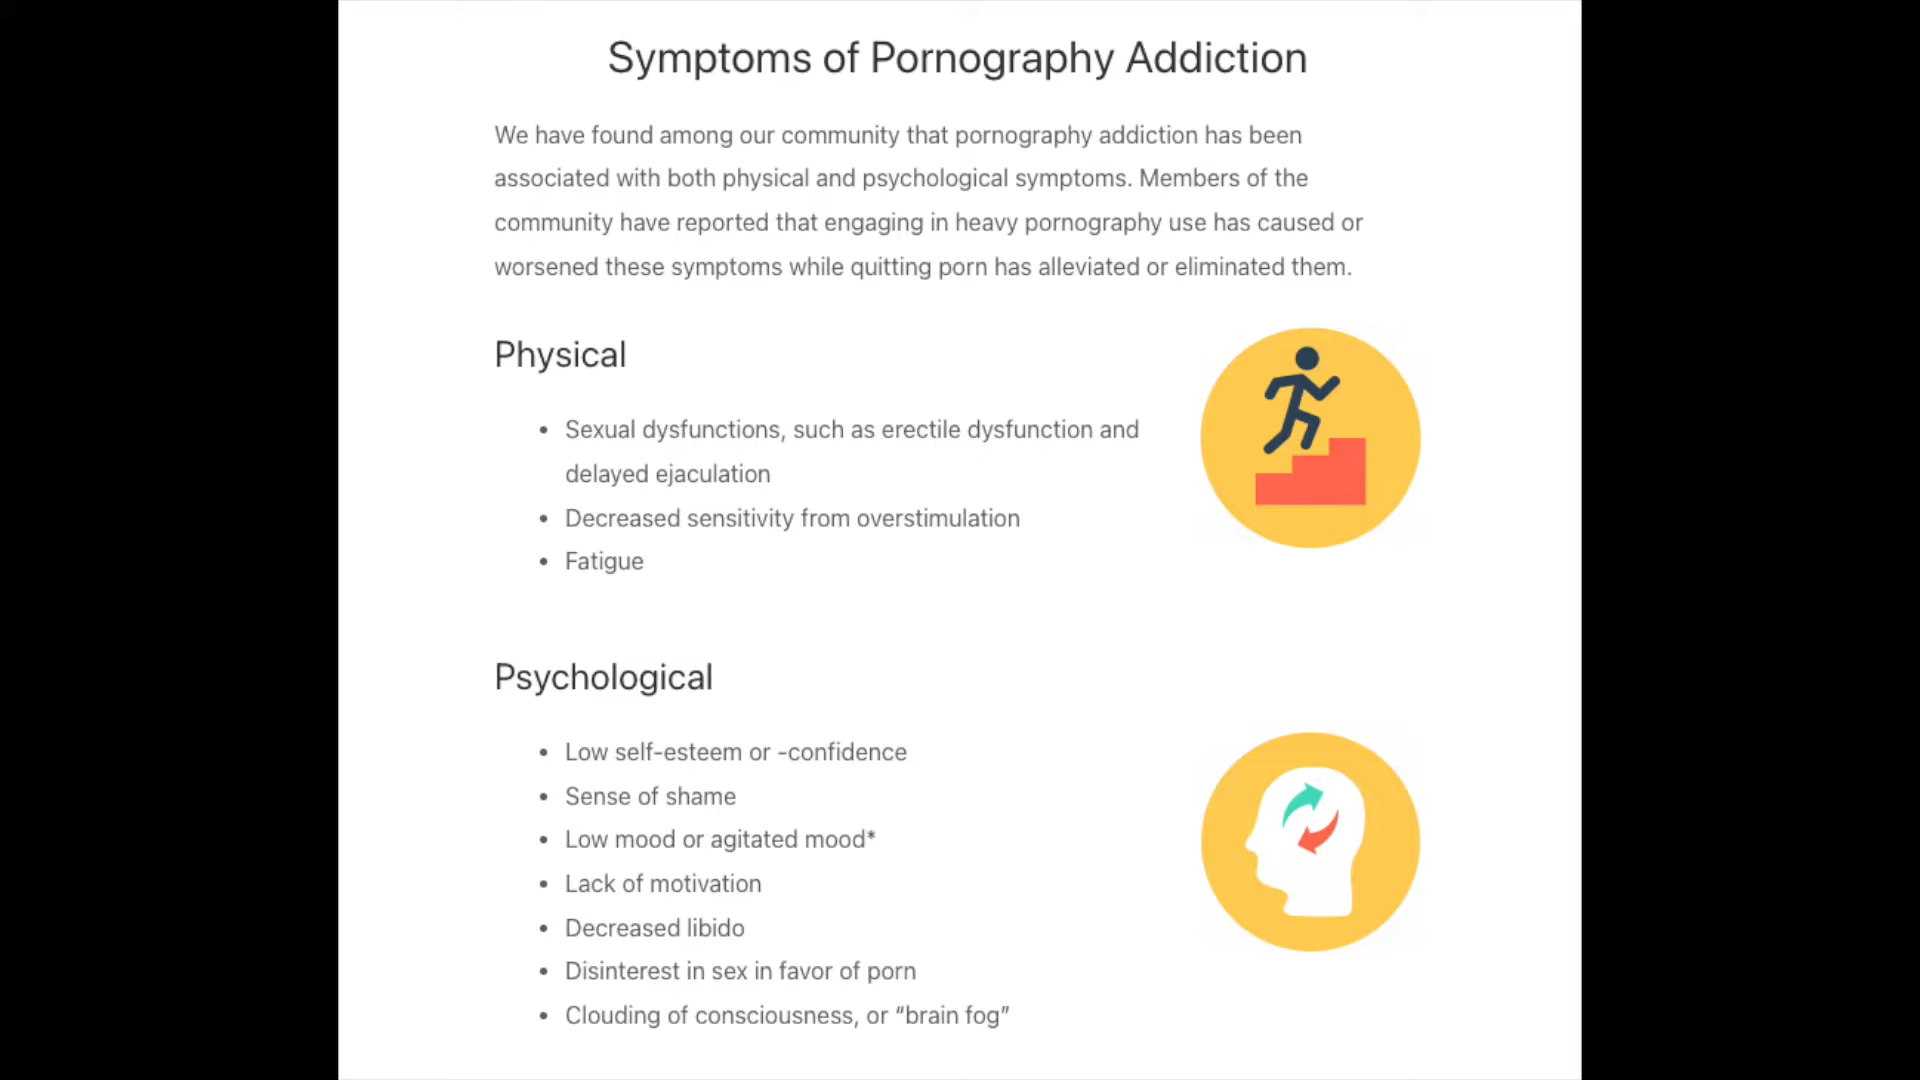 Symptoms of Pornography Addiction
We have found among our community that pornography addiction has been
associated with both physical and psychological symptoms. Members of the
community have reported that engaging in heavy pornography use has caused or
worsened these symptoms while quitting porn has alleviated or eliminated them.
Physical
• Sexual dysfunctions, such as erectile dysfunction and
delayed ejaculation
• Decreased sensitivity from overstimulation
• Fatigue
Psychological
• Low self-esteem or -confidence
• Sense of shame
• Low mood or agitated mood*
• Lack of motivation
• Decreased libido
• Disinterest in sex in favor of porn
• Clouding of consciousness, or “brain fog”